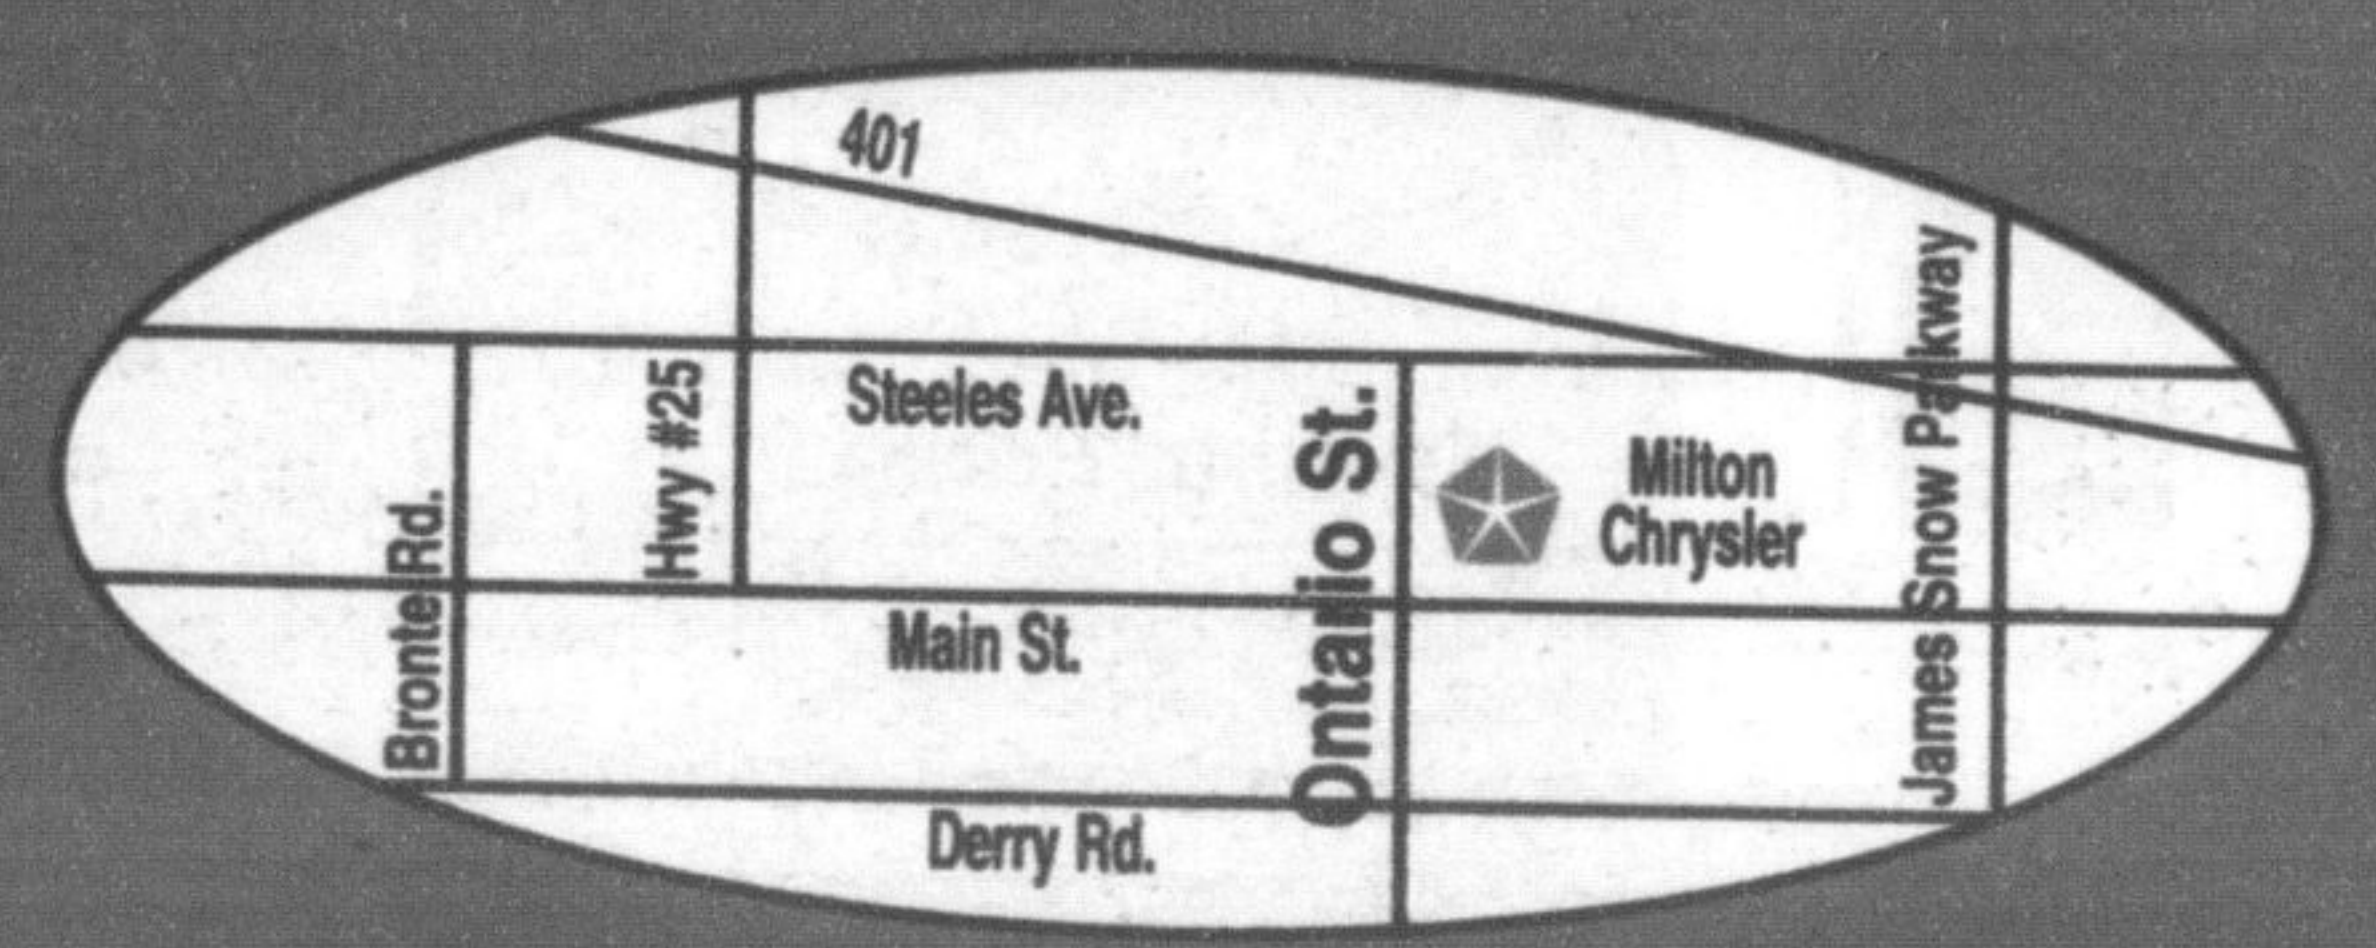 401
Steeles Ave.
Hwy #25
Ontario St.
Milton
Chrysler
James Snow Parkway
Bronte Rd.
Main St.
Derry Rd.